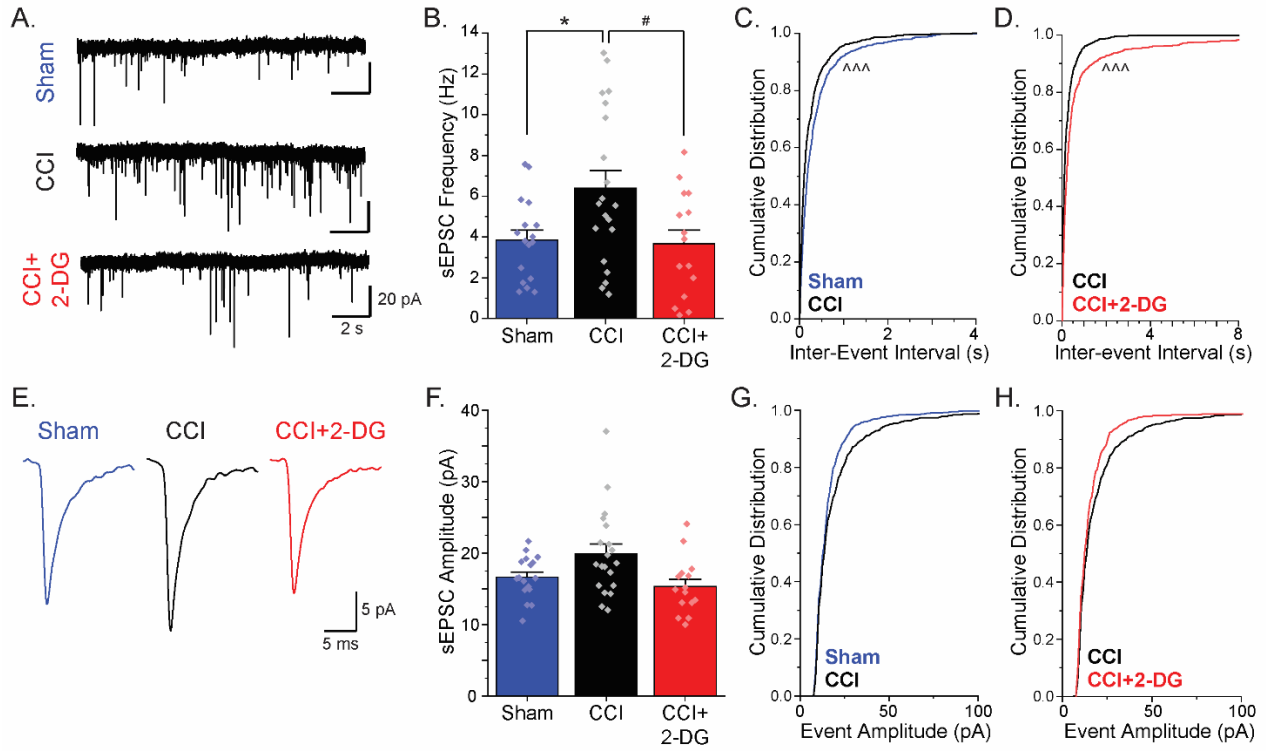 A.
Sham
CCI
CCI+
2-DG
20 pA
2 s
B.
sEPSC Frequency (Hz)
14
12
10
8
6
4
2
0
*
#
Sham
CCI
CCI+
2-DG
C.
Cumulative Distribution
1.0
0.8
0.6
0.4
0.2
0.0
^^^
Sham
CCI
0 2 4
Inter-Event Interval (s)
D.
Cumulative Distribution
1.0
0.8
0.6
0.4
0.2
0.0
^^^
CCI
CCI+2-DG
0 4 8
Inter-event Interval (s)
E.
Sham CCI CCI+2-DG
5 pA
5 ms
F.
sEPSC Amplitude (pA)
40
30
20
10
0
Sham
CCI
CCI+
2-DG
G.
Cumulative Distribution
1.0
0.8
0.6
0.4
0.2
0.0
Sham
CCI
0 50 100
Event Amplitude (pA)
H.
Cumulative Distribution
1.0
0.8
0.6
0.4
0.2
0.0
CCI
CCI+2-DG
0 50 100
Event Amplitude (pA)